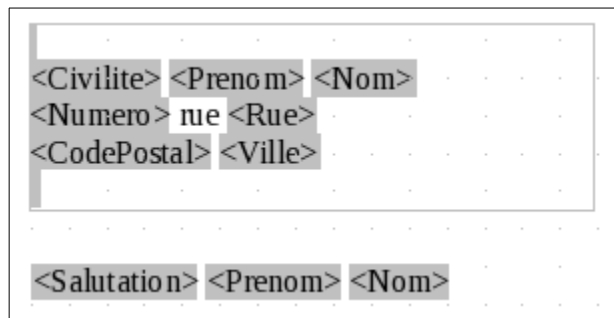 <Civilite> <Prenom> <Nom>
<Numero> rue <Rue>
<CodePostal> <Ville>
<Salutation> <Prenom> <Nom>